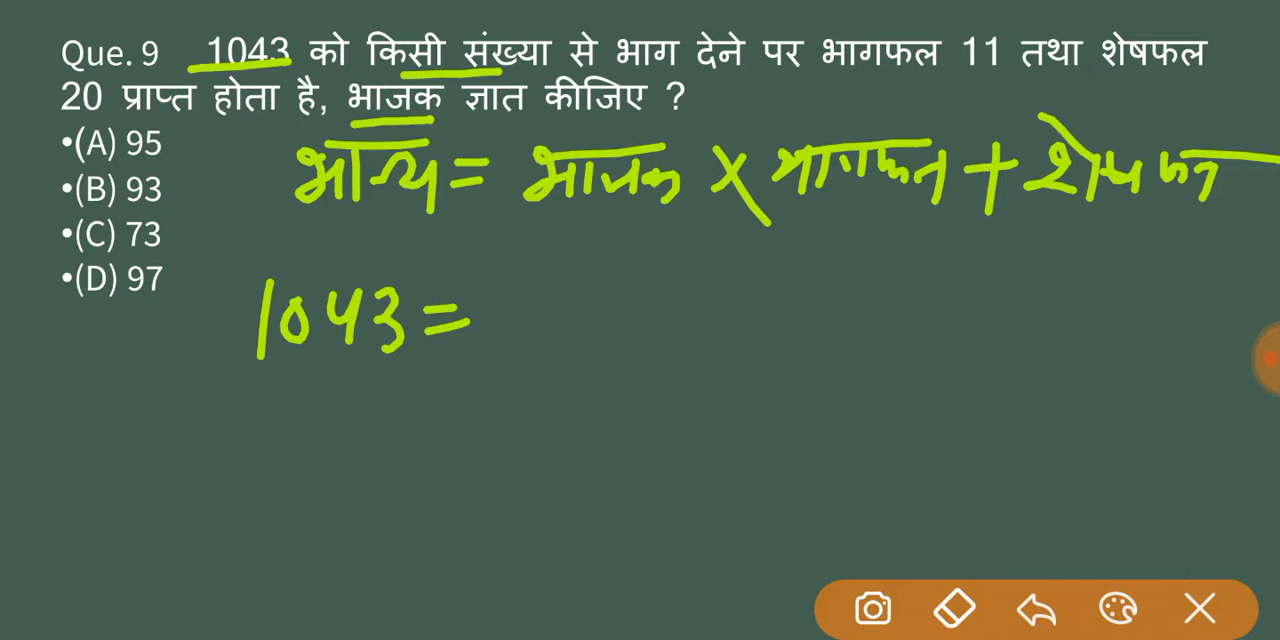 Que. 9 1043 को किसी संख्या से भाग देने पर भागफल 11 तथा शेषफल
20 प्राप्त होता है, भाजक ज्ञात कीजिए ?
•(A) 95
•(B) 93
•(C) 73
•(D) 97
भाज्य = भाजक × भागफल + शेषफल
1043 =